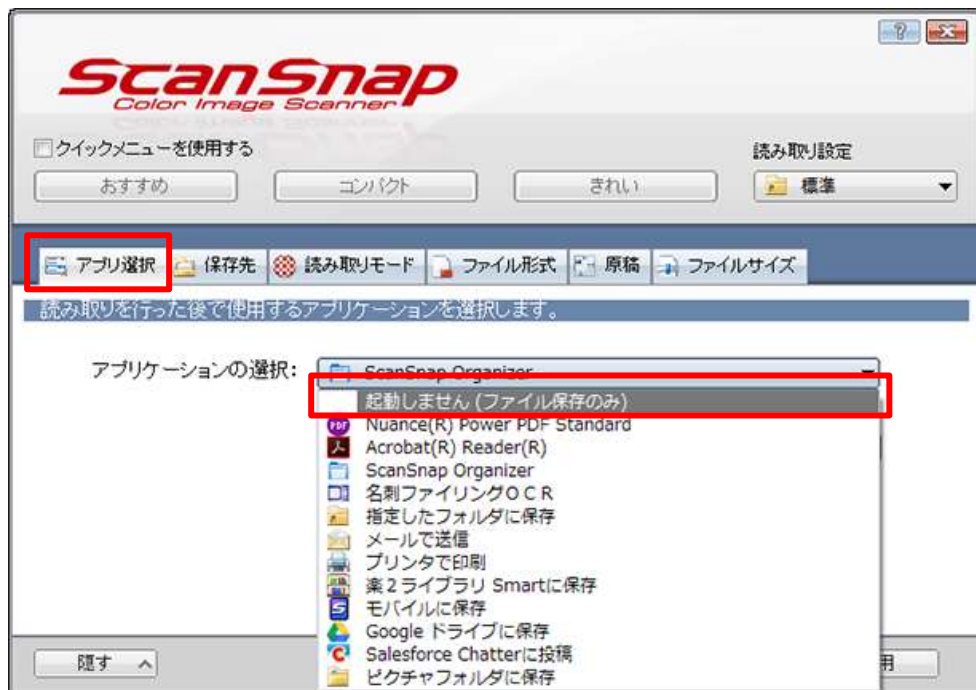 ScanSnap
Color Image Scanner
クイックメニューを使用する
読み取り設定
おすすめ
コンパクト
きれい
標準
アプリ選択
保存先
読み取りモード
ファイル形式
原稿
ファイルサイズ
読み取りを行った後で使用するアプリケーションを選択します。
アプリケーションの選択:
ScanSnap Organizer
起動しません (ファイル保存のみ)
Nuance(R) Power PDF Standard
Acrobat(R) Reader(R)
ScanSnap Organizer
名刺ファイリングOCR
指定したフォルダに保存
メールで送信
プリンタで印刷
楽2ライブラリ Smartに保存
モバイルに保存
Google ドライブに保存
Salesforce Chatterに投稿
ピクチャフォルダに保存
隠す
用